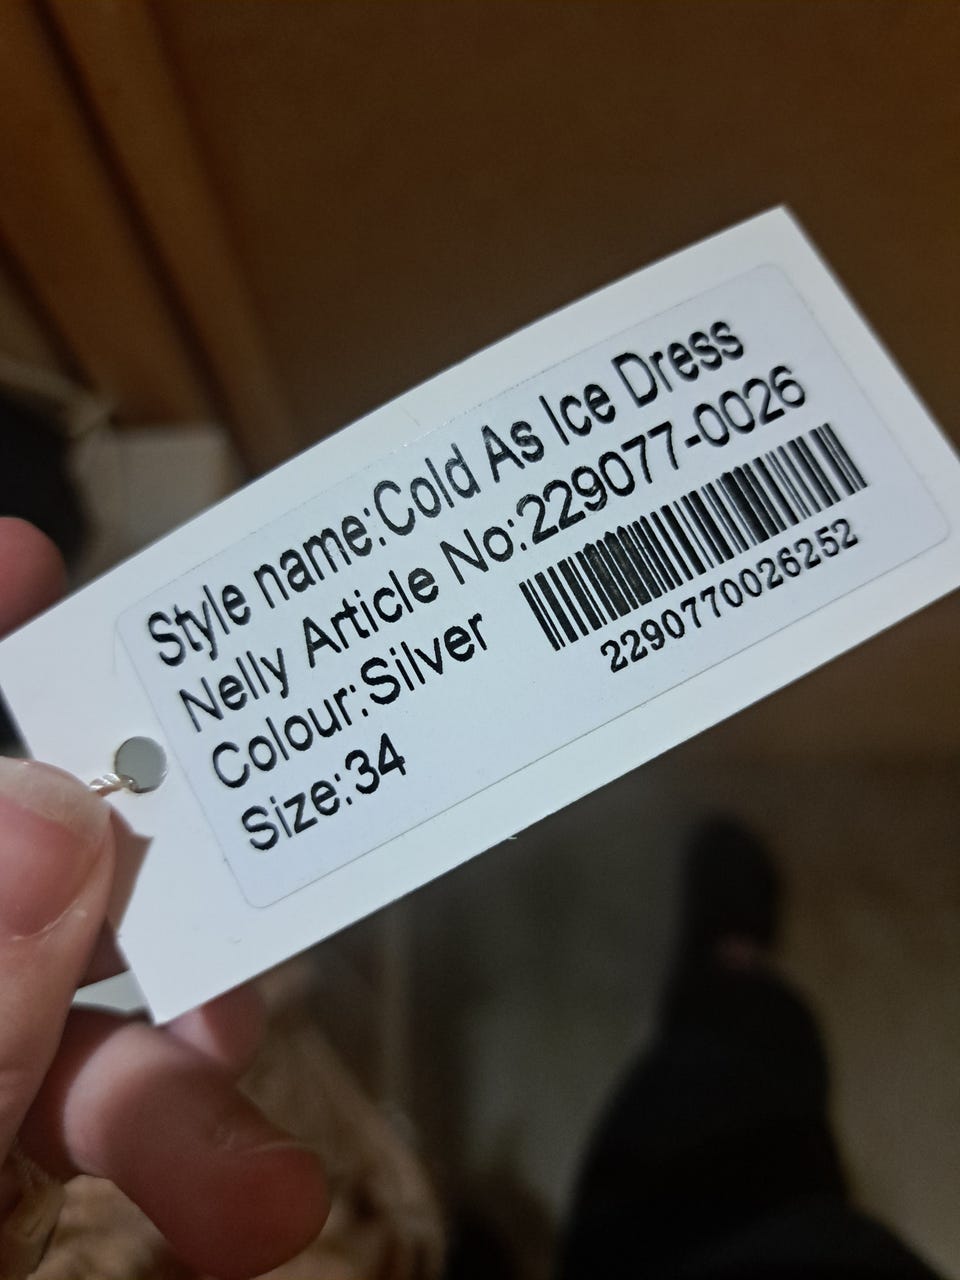 Style name:Cold As Ice Dress
Nelly Article No:229077-0026
Colour:Silver
Size:34
2290770026252